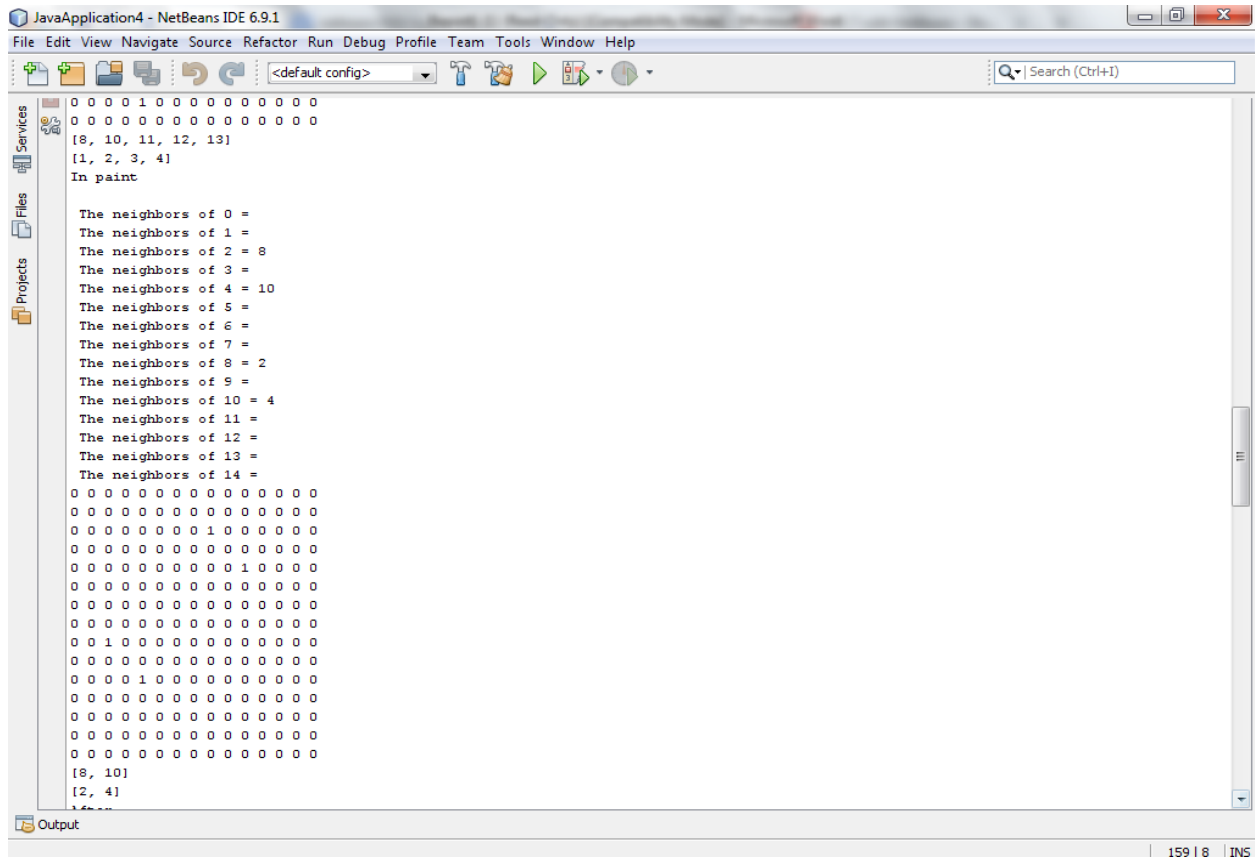 JavaApplication4 - NetBeans IDE 6.9.1
File Edit View Navigate Source Refactor Run Debug Profile Team Tools Window Help
<default config>
Search (Ctrl+I)
Services
Files
Projects
0 0 0 0 1 0 0 0 0 0 0 0 0 0 0
0 0 0 0 0 0 0 0 0 0 0 0 0 0 0
[8, 10, 11, 12, 13]
[1, 2, 3, 4]
In paint
The neighbors of 0 =
The neighbors of 1 =
The neighbors of 2 = 8
The neighbors of 3 =
The neighbors of 4 = 10
The neighbors of 5 =
The neighbors of 6 =
The neighbors of 7 =
The neighbors of 8 = 2
The neighbors of 9 =
The neighbors of 10 = 4
The neighbors of 11 =
The neighbors of 12 =
The neighbors of 13 =
The neighbors of 14 =
0 0 0 0 0 0 0 0 0 0 0 0 0 0 0
0 0 0 0 0 0 0 0 0 0 0 0 0 0 0
0 0 0 0 0 0 0 0 1 0 0 0 0 0 0
0 0 0 0 0 0 0 0 0 0 0 0 0 0 0
0 0 0 0 0 0 0 0 0 0 1 0 0 0 0
0 0 0 0 0 0 0 0 0 0 0 0 0 0 0
0 0 0 0 0 0 0 0 0 0 0 0 0 0 0
0 0 0 0 0 0 0 0 0 0 0 0 0 0 0
0 0 1 0 0 0 0 0 0 0 0 0 0 0 0
0 0 0 0 0 0 0 0 0 0 0 0 0 0 0
0 0 0 0 1 0 0 0 0 0 0 0 0 0 0
0 0 0 0 0 0 0 0 0 0 0 0 0 0 0
0 0 0 0 0 0 0 0 0 0 0 0 0 0 0
0 0 0 0 0 0 0 0 0 0 0 0 0 0 0
0 0 0 0 0 0 0 0 0 0 0 0 0 0 0
[8, 10]
[2, 4]
Output
159 | 8 INS